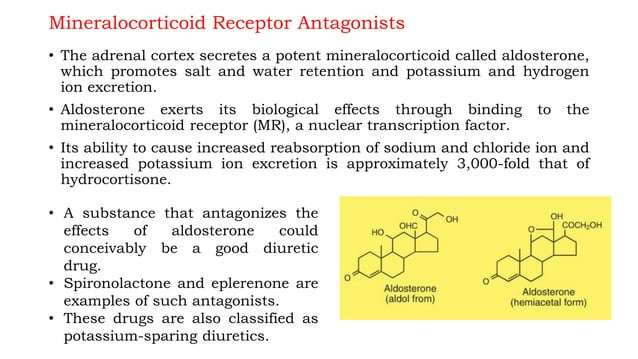 Mineralocorticoid Receptor Antagonists
• The adrenal cortex secretes a potent mineralocorticoid called aldosterone,
which promotes salt and water retention and potassium and hydrogen
ion excretion.
• Aldosterone exerts its biological effects through binding to the
mineralocorticoid receptor (MR), a nuclear transcription factor.
• Its ability to cause increased reabsorption of sodium and chloride ion and
increased potassium ion excretion is approximately 3,000-fold that of
hydrocortisone.
• A substance that antagonizes the
effects of aldosterone could
conceivably be a good diuretic
drug.
• Spironolactone and eplerenone are
examples of such antagonists.
• These drugs are also classified as
potassium-sparing diuretics.
O
OH
OHC
HO
O
Aldosterone
(aldol from)
OH
O
COCH₂OH
O
Aldosterone
(hemiacetal form)